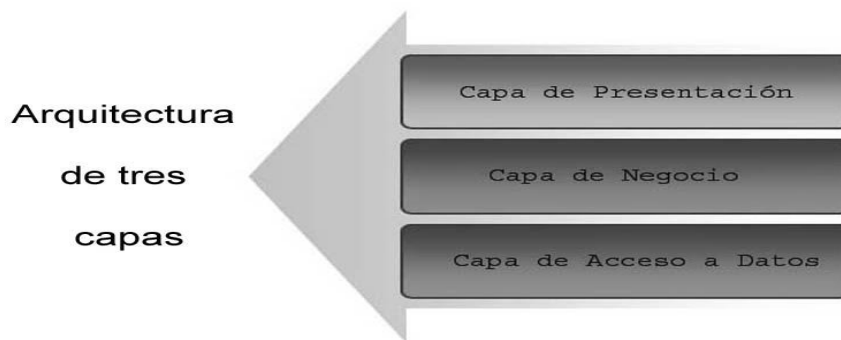 Arquitectura
de tres
capas
Capa de Presentación
Capa de Negocio
Capa de Acceso a Datos